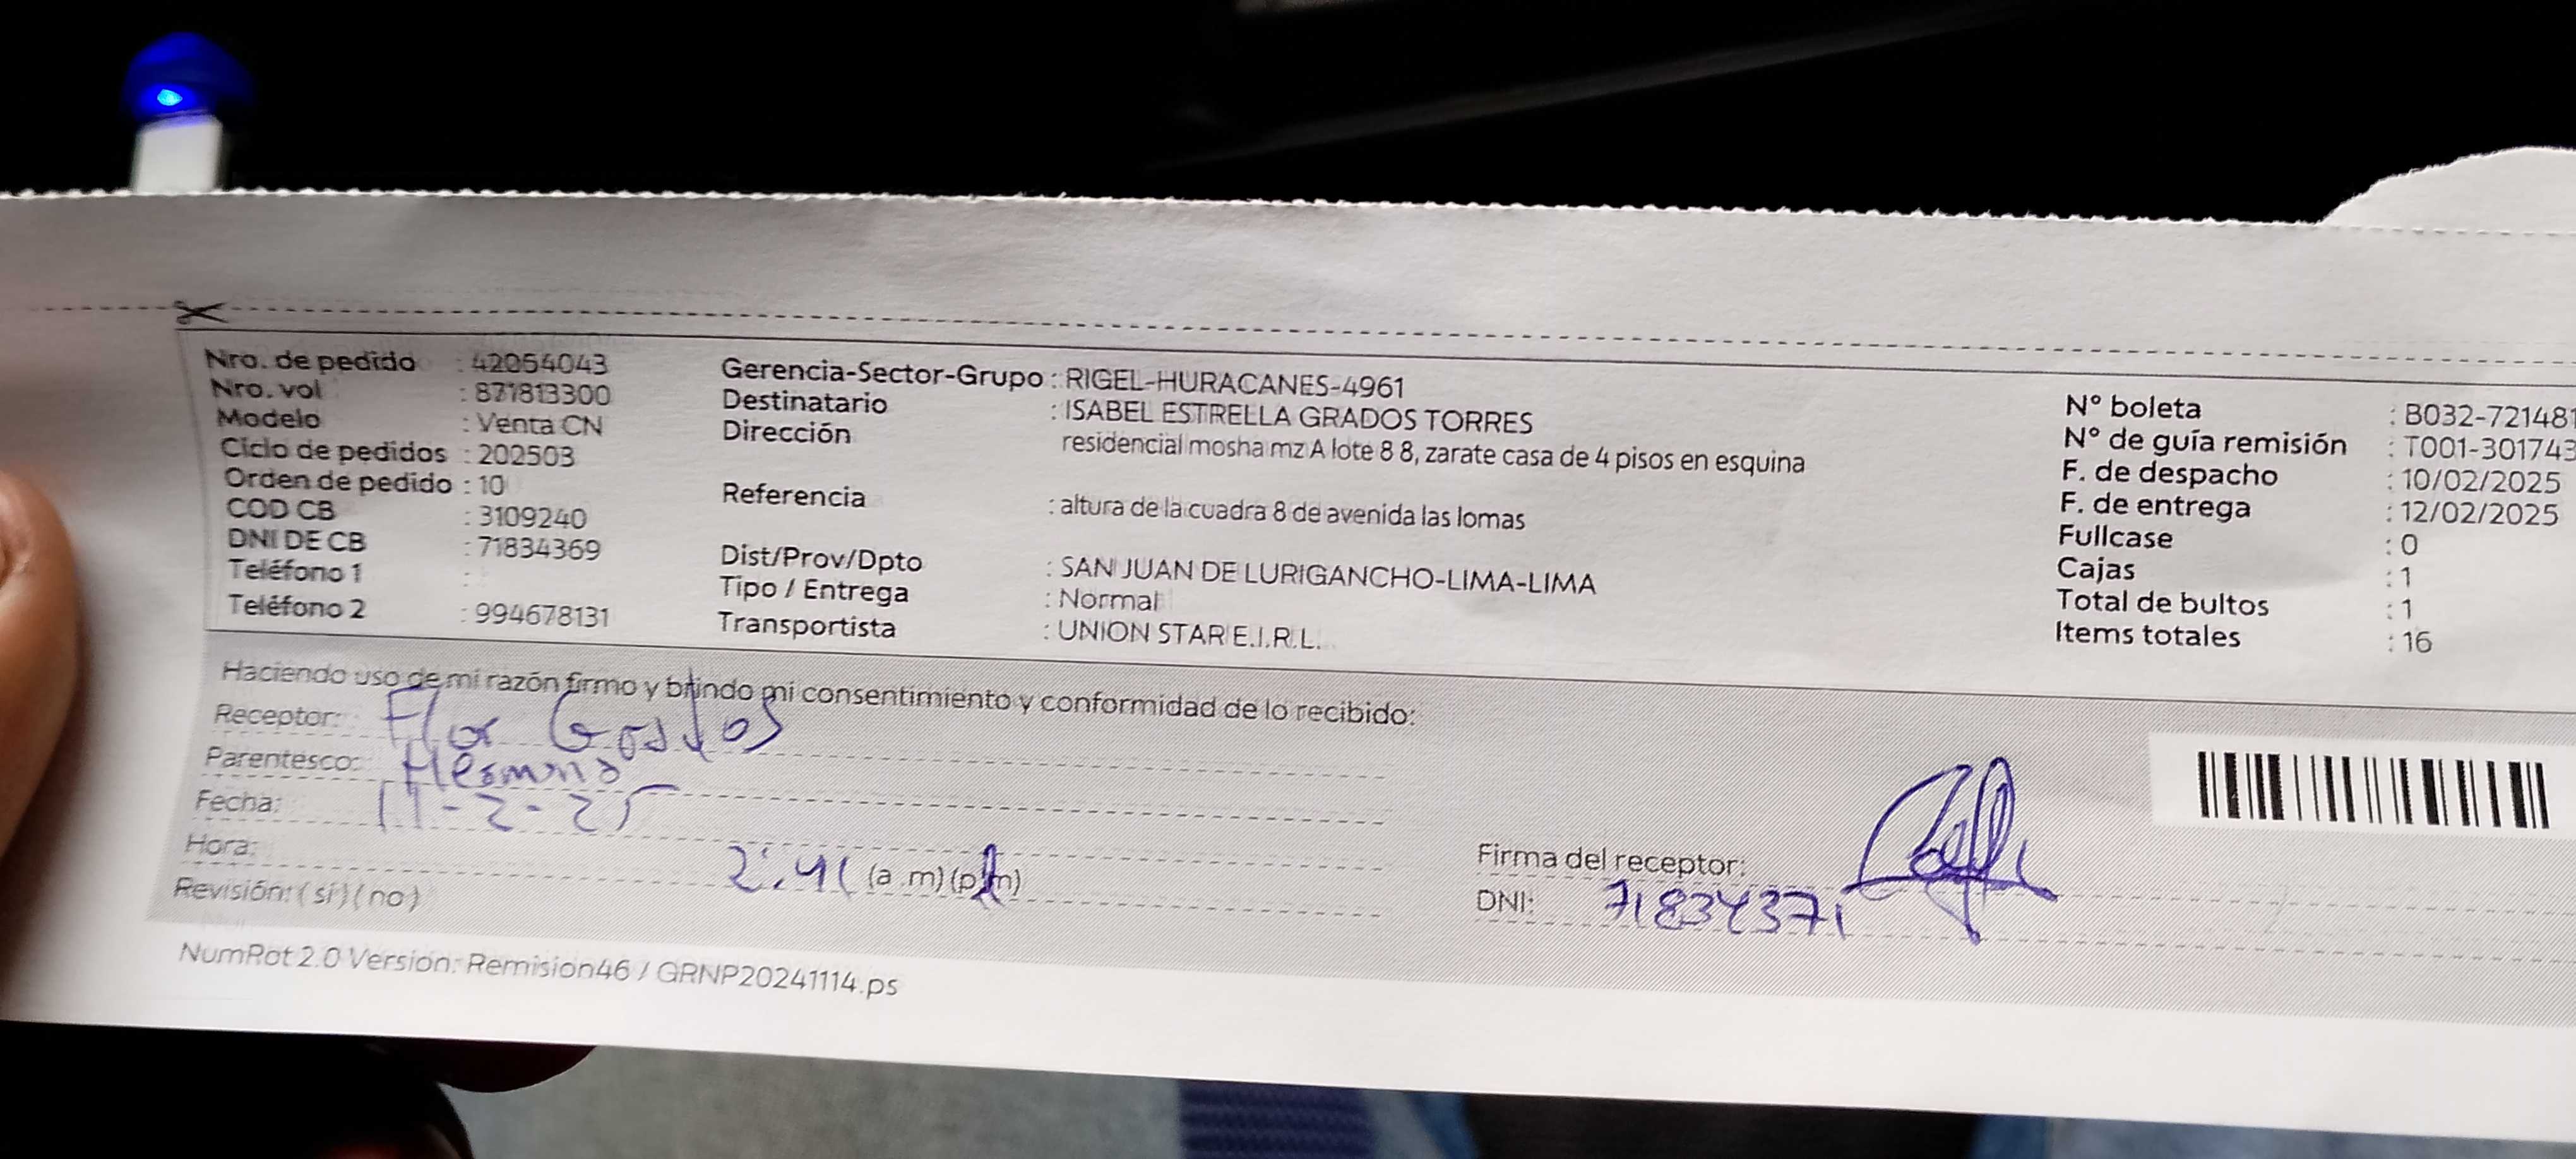 Nro. de pedido : 42054043
Nro. vol : 871813300
Modelo : Venta CN
Ciclo de pedidos : 202503
Orden de pedido : 10
COD CB : 3109240
DNI DE CB : 71834369
Teléfono 1 :
Teléfono 2 : 994678131
Gerencia-Sector-Grupo : RIGEL-HURACANES-4961
Destinatario : ISABEL ESTRELLA GRADOS TORRES
Dirección residencial mosha mz A lote 8 8, zarate casa de 4 pisos en esquina
Referencia : altura de la cuadra 8 de avenida las lomas
Dist/Prov/Dpto : SAN JUAN DE LURIGANCHO-LIMA-LIMA
Tipo / Entrega : Normal
Transportista : UNION STAR E.I.R.L.
N° boleta : B032-721481
N° de guía remisión : T001-301743
F. de despacho : 10/02/2025
F. de entrega : 12/02/2025
Fullcase : 0
Cajas : 1
Total de bultos : 1
Items totales : 16
Haciendo uso de mi razón firmo y brindo mi consentimiento y conformidad de lo recibido:
Receptor: Flor Grados
Parentesco: Hermana
Fecha: 11-2-25
Hora: 2:41 (a.m) (p.m)
Revisión: ( si ) ( no )
Firma del receptor:
DNI: 71834371
NumRot 2.0 Version: Remision46 / GRNP20241114.ps